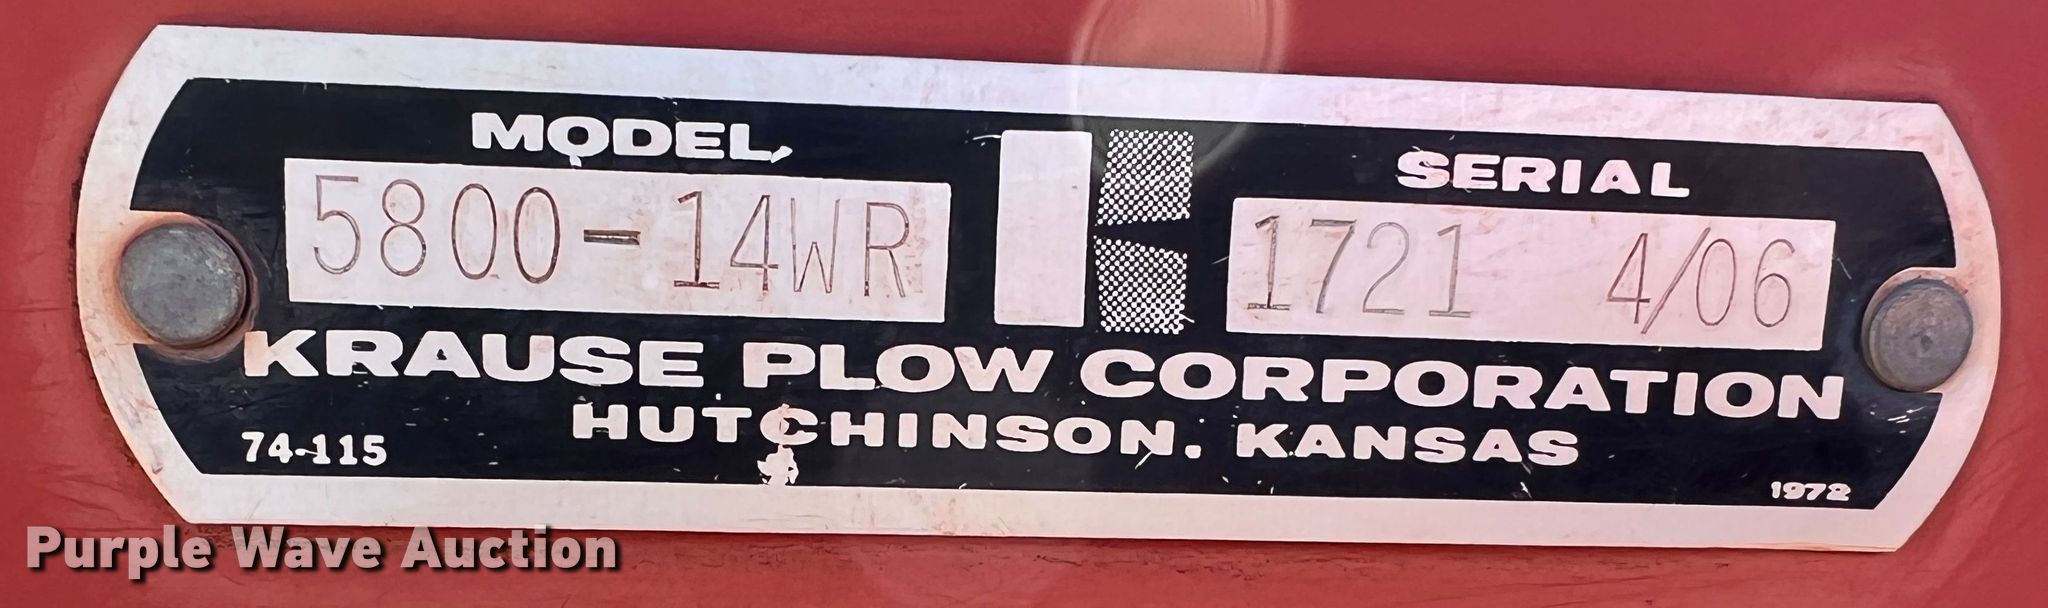 MODEL
SERIAL
5800-14WR
1721 4/06
KRAUSE PLOW CORPORATION
HUTCHINSON, KANSAS
74-115
1972
Purple Wave Auction